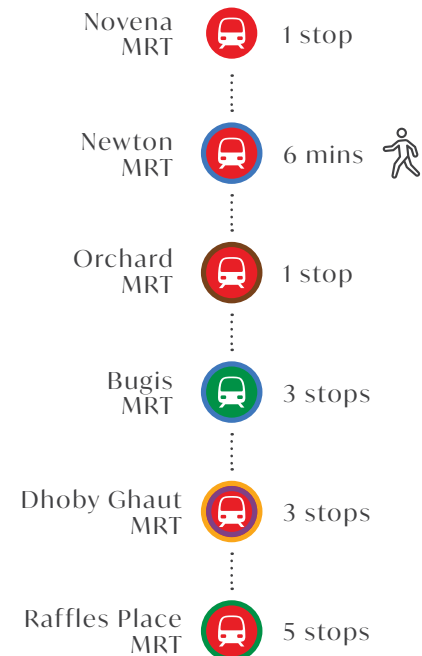 Novena
MRT
1 stop
Newton
MRT
6 mins
Orchard
MRT
1 stop
Bugis
MRT
3 stops
Dhoby Ghaut
MRT
3 stops
Raffles Place
MRT
5 stops